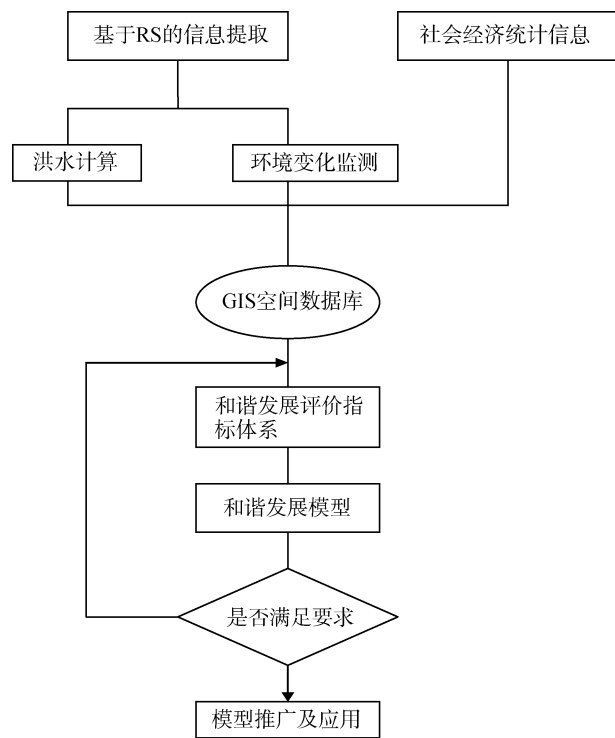 基于RS的信息提取
社会经济统计信息
洪水计算
环境变化监测
GIS空间数据库
和谐发展评价指
标体系
和谐发展模型
是否满足要求
模型推广及应用